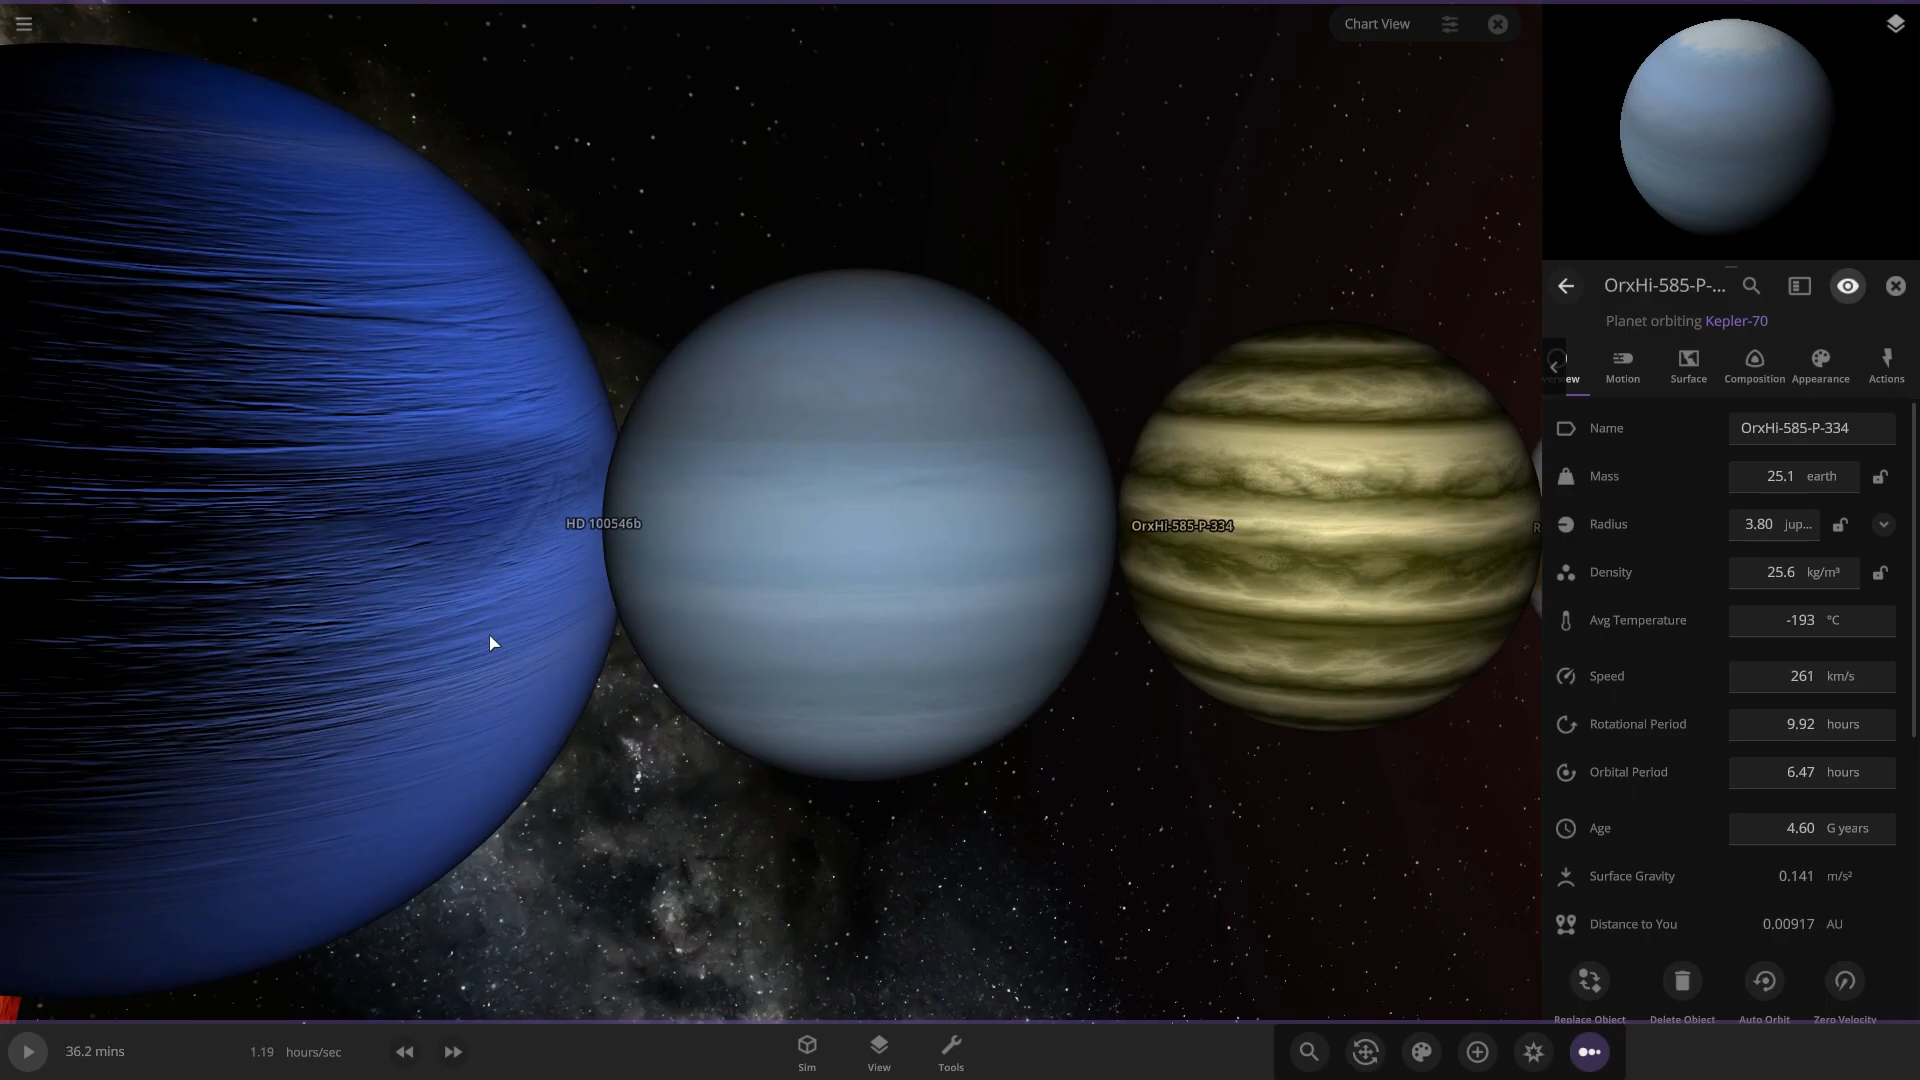 Chart View
HD 100546b
OrxHi-585-P-334
R
OrxHi-585-P-...
Planet orbiting Kepler-70
Motion
Surface
Composition
Appearance
Actions
Name OrxHi-585-P-334
Mass 25.1 earth
Radius 3.80 jup...
Density 25.6 kg/m³
Avg Temperature -193 °C
Speed 261 km/s
Rotational Period 9.92 hours
Orbital Period 6.47 hours
Age 4.60 G years
Surface Gravity 0.141 m/s²
Distance to You 0.00917 AU
Replace Object Delete Object Auto Orbit Zero Velocity
36.2 mins
1.19 hours/sec
Sim View Tools